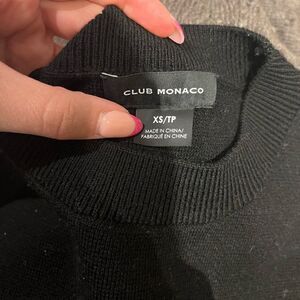 CLUB MONACO
XS/TP
MADE IN CHINA/
FABRIQUÉ EN CHINE